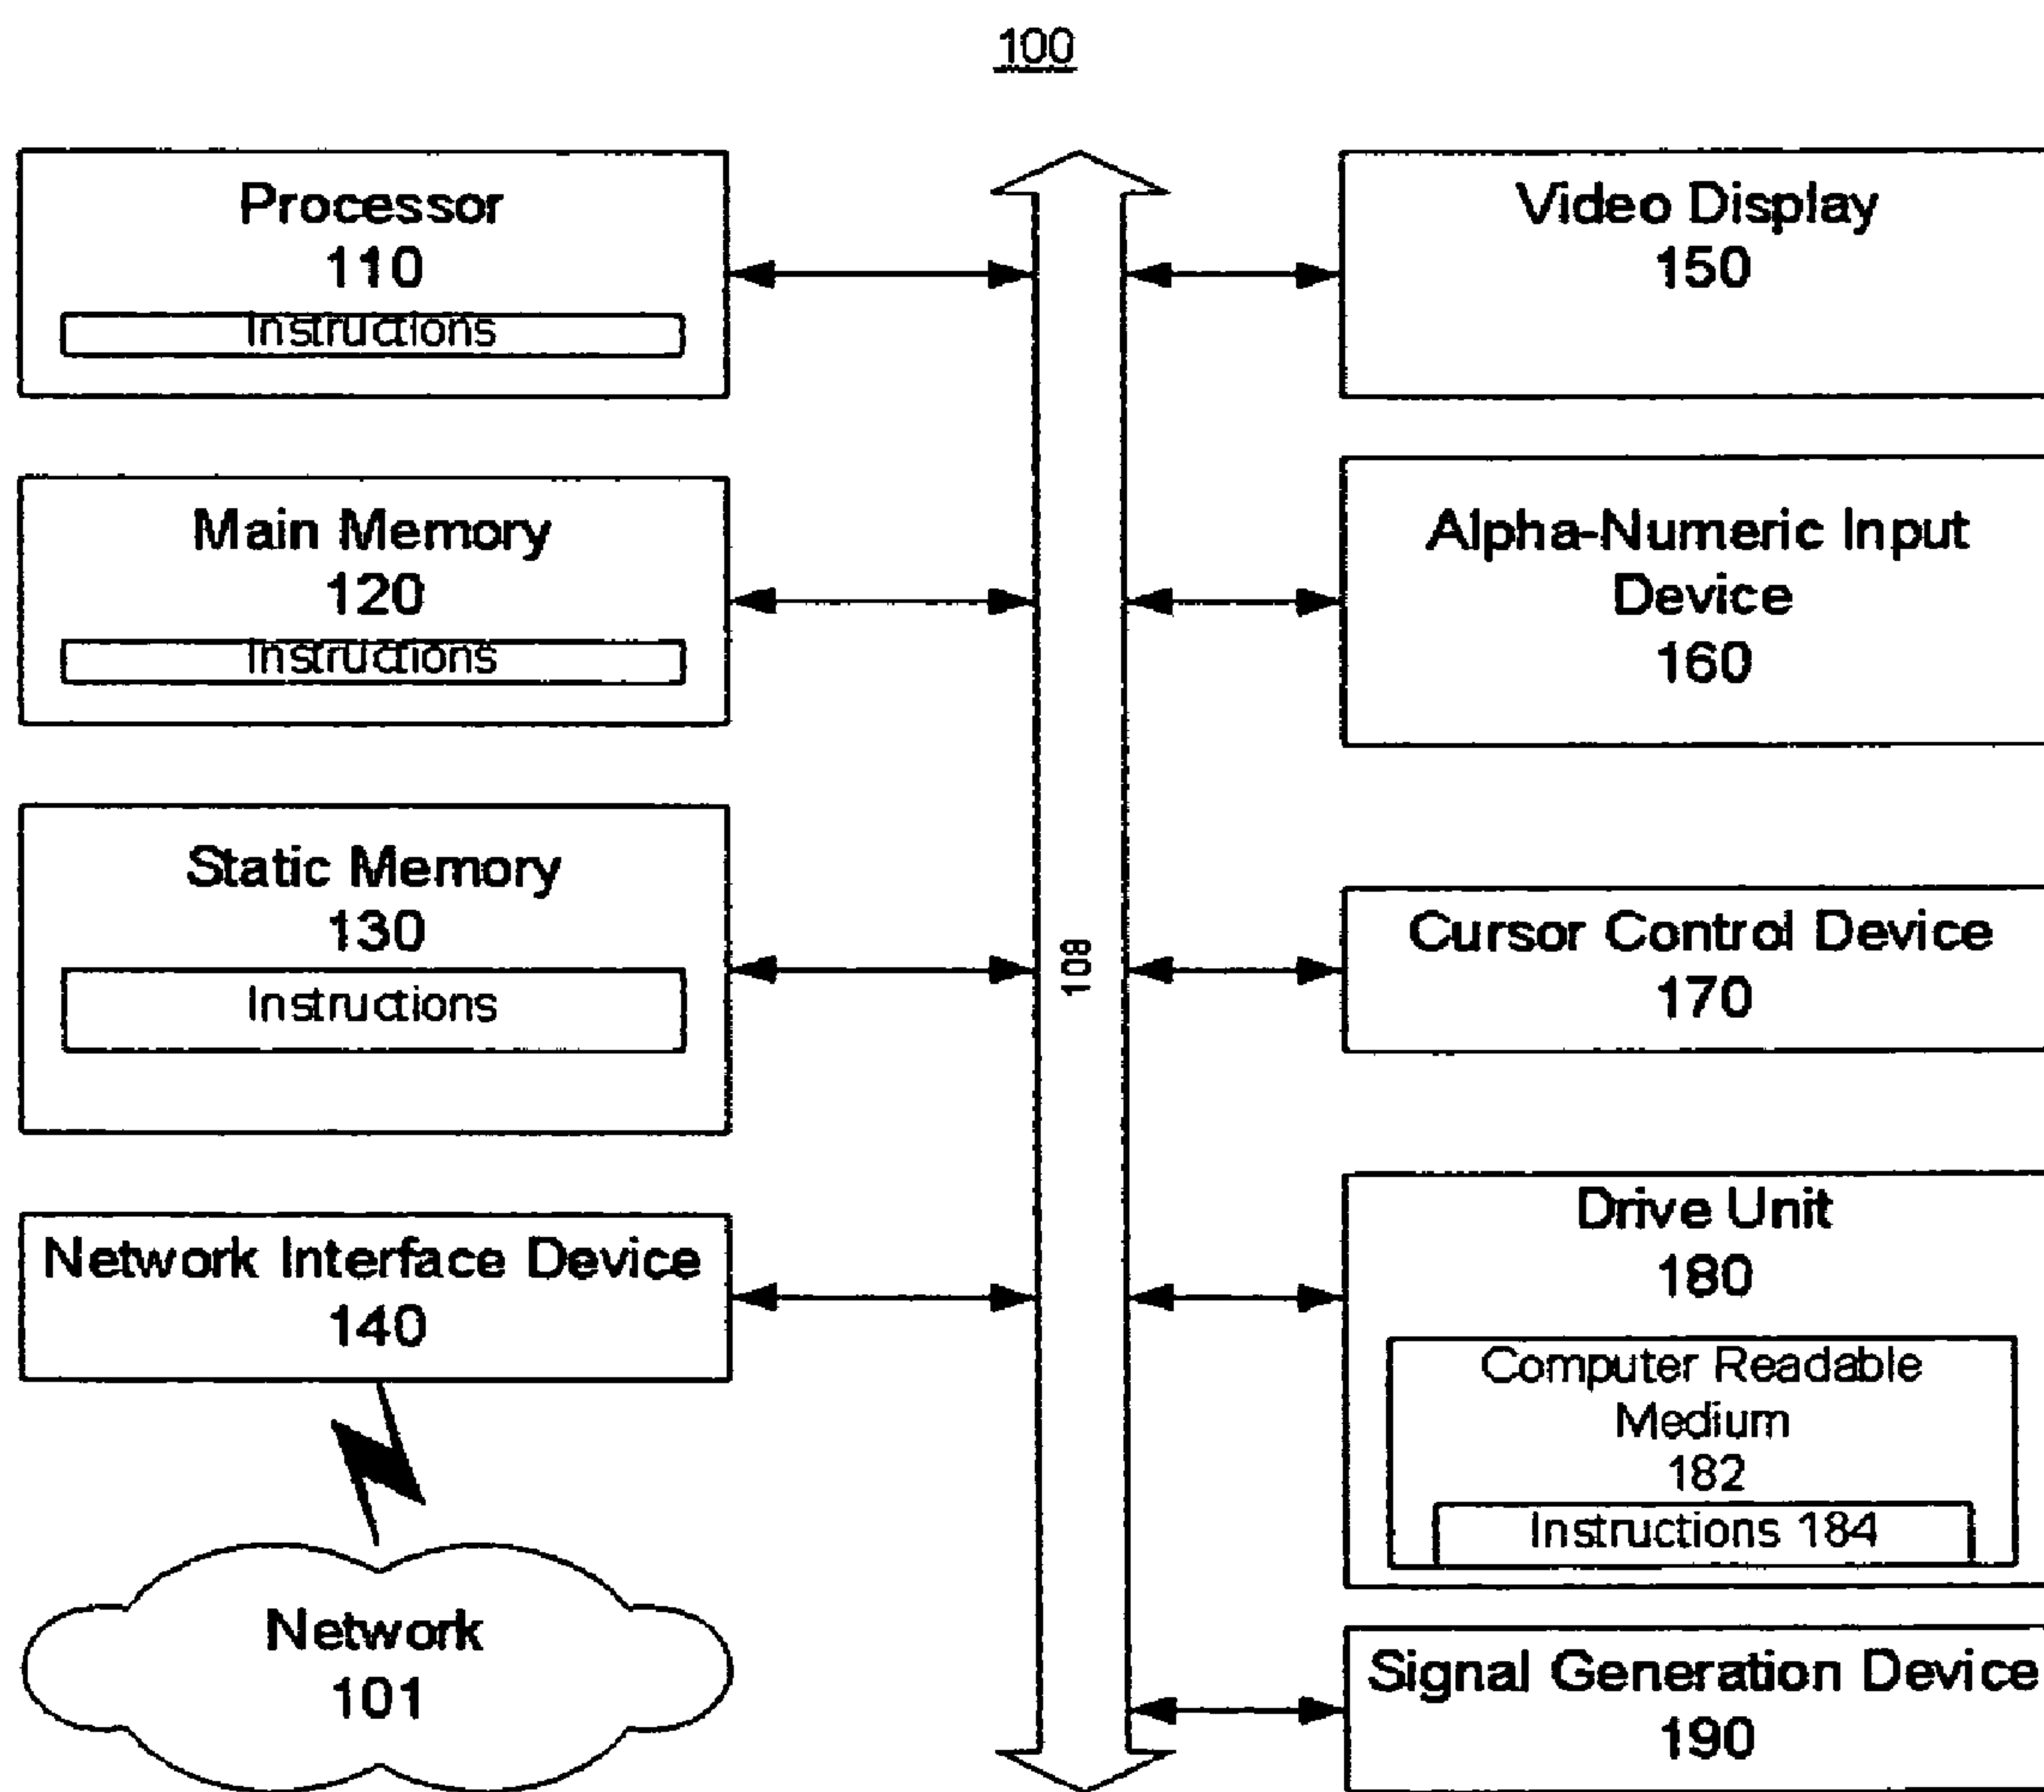 100
Processor
110
Instructions
Main Memory
120
Instructions
Static Memory
130
Instructions
Network Interface Device
140
Network
101
108
Video Display
150
Alpha-Numeric Input
Device
160
Cursor Control Device
170
Drive Unit
180
Computer Readable
Medium
182
Instructions 184
Signal Generation Device
190